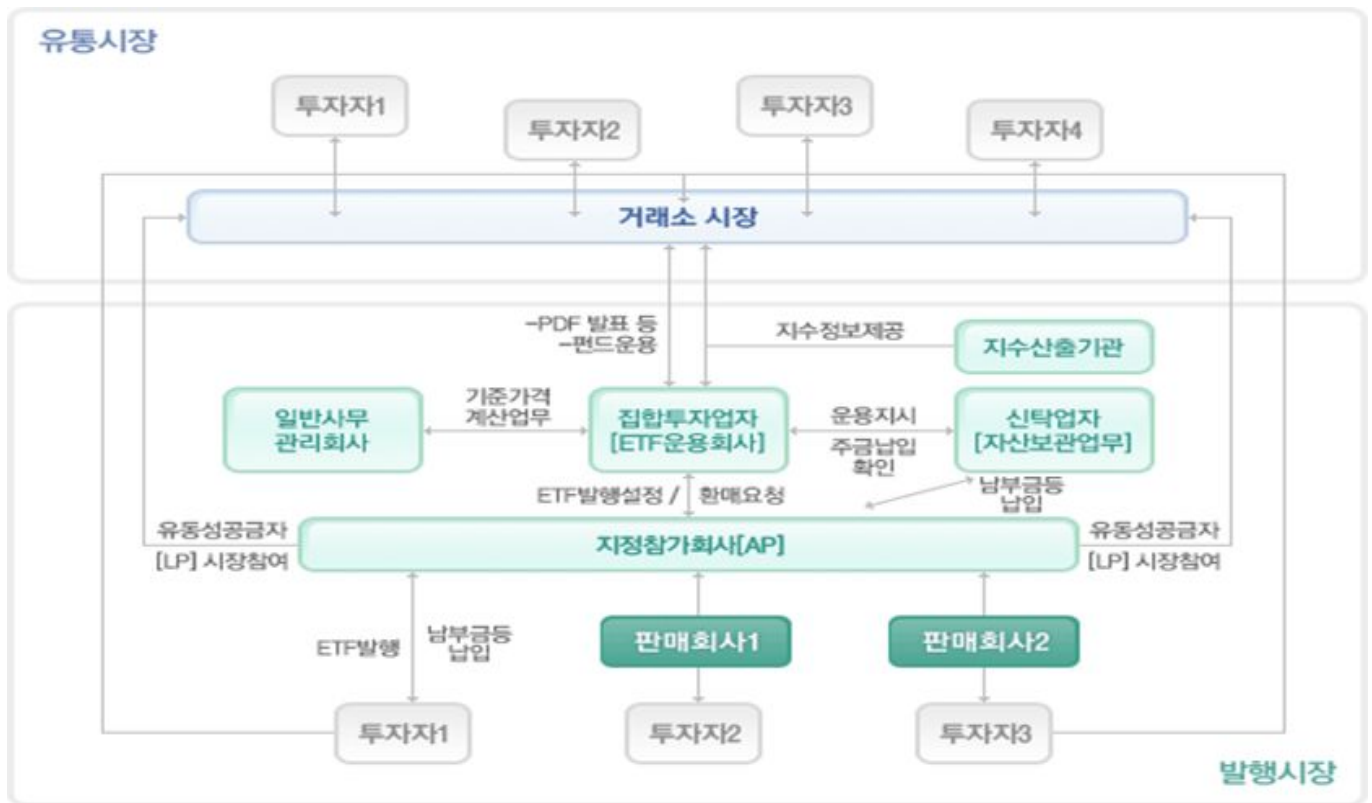 유통시장
투자자1
투자자2
투자자3
투자자4
거래소 시장
-PDF 발표 등
-펀드운용
지수정보제공
지수산출기관
일반사무
관리회사
기준가격
계산업무
집합투자업자
[ETF운용회사]
운용지시
주금납입
확인
신탁업자
[자산보관업무]
ETF발행설정 / 환매요청
남부금등
납입
유동성공급자
[LP] 시장참여
지정참가회사[AP]
유동성공급자
[LP] 시장참여
ETF발행
남부금등
납입
판매회사1
판매회사2
투자자1
투자자2
투자자3
발행시장